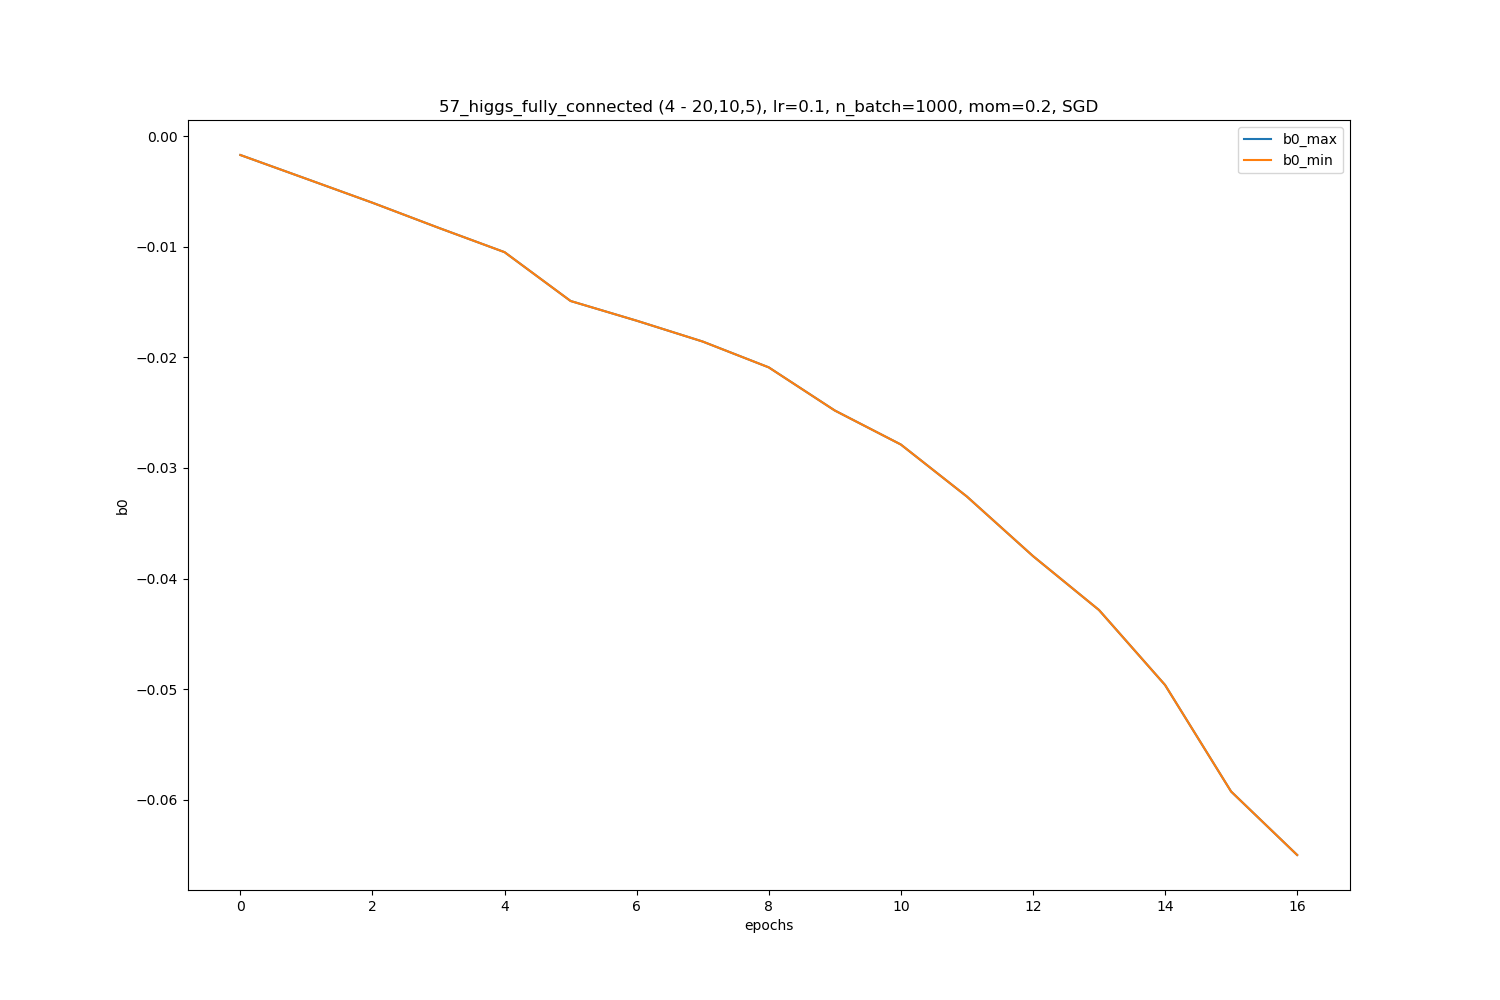 57_higgs_fully_connected (4 - 20,10,5), lr=0.1, n_batch=1000, mom=0.2, SGD
b0_max
b0_min
0.00
−0.01
−0.02
−0.03
−0.04
−0.05
−0.06
b0
0 2 4 6 8 10 12 14 16
epochs